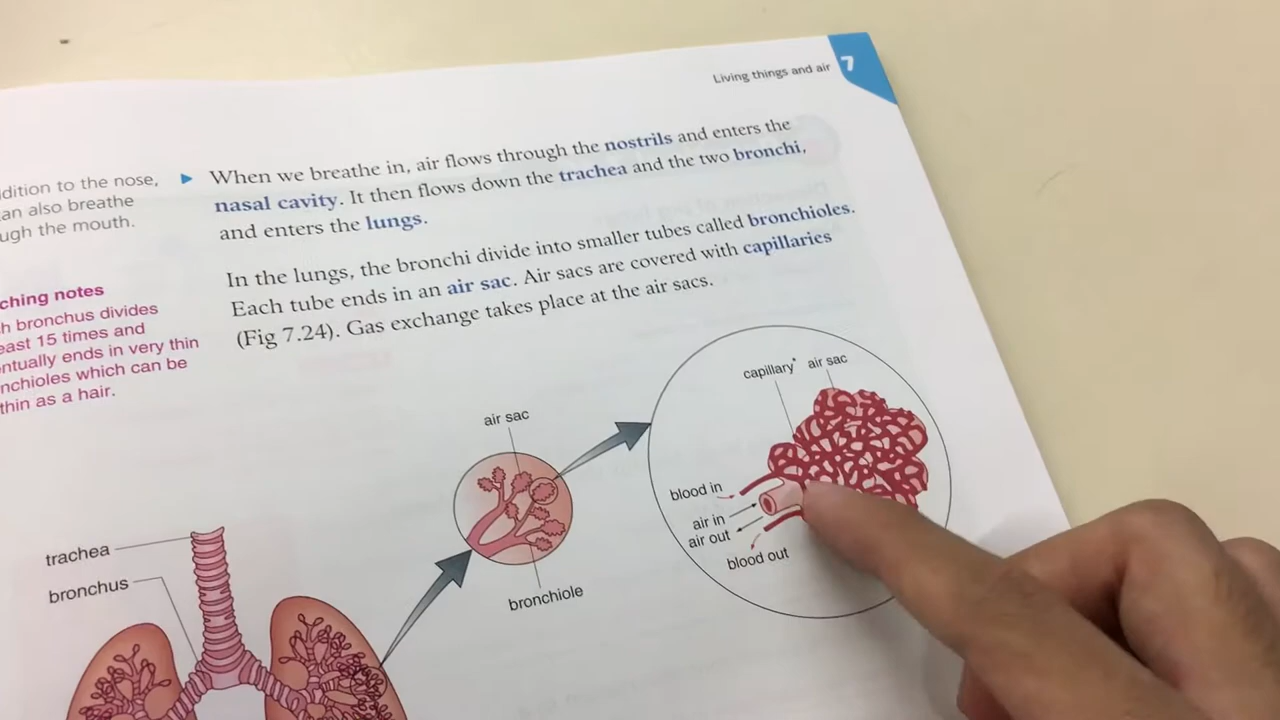 Living things and air
7
ddition to the nose,
an also breathe
ugh the mouth.
When we breathe in, air flows through the nostrils and enters the
nasal cavity. It then flows down the trachea and the two bronchi,
and enters the lungs.
ching notes
h bronchus divides
east 15 times and
ntually ends in very thin
nchioles which can be
thin as a hair.
In the lungs, the bronchi divide into smaller tubes called bronchioles.
Each tube ends in an air sac. Air sacs are covered with capillaries
(Fig 7.24). Gas exchange takes place at the air sacs.
capillary* air sac
air sac
blood in
air in
air out
blood out
bronchiole
trachea
bronchus